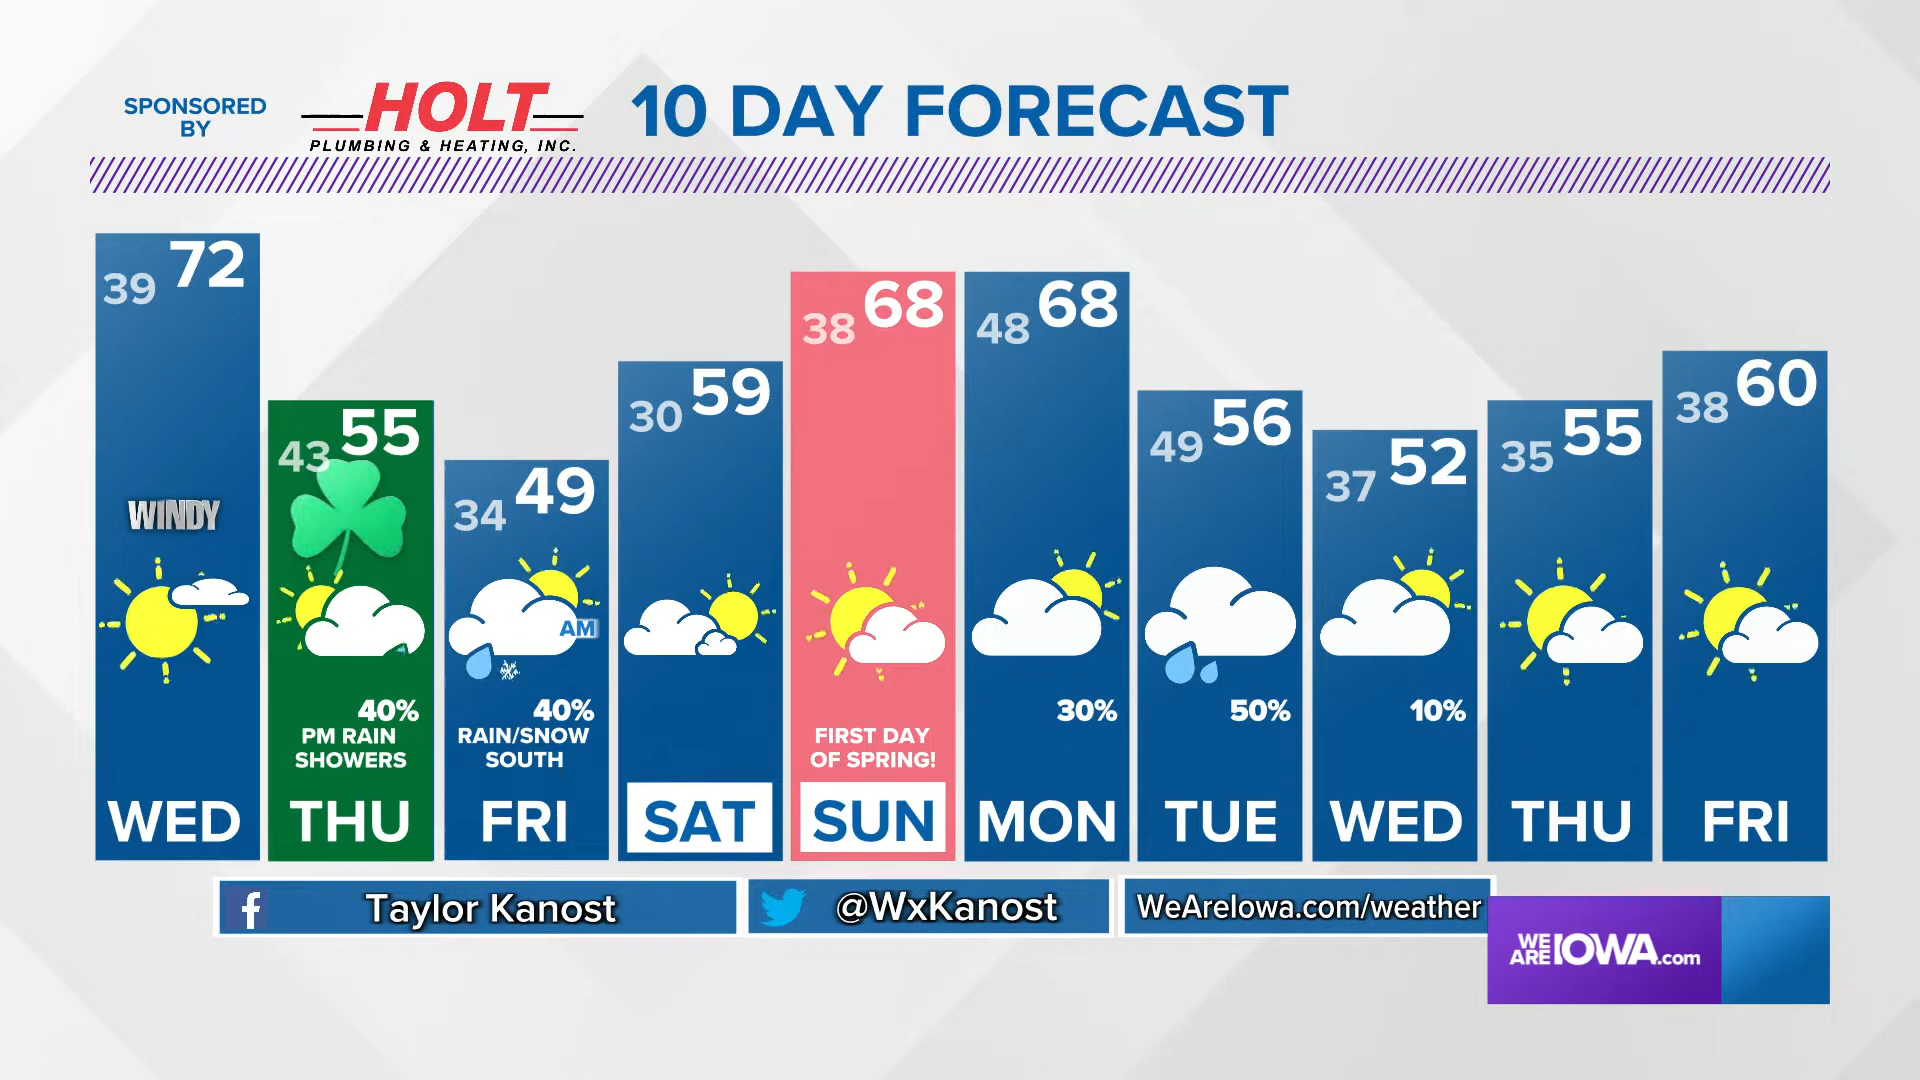 SPONSORED
BY
HOLT
PLUMBING & HEATING, INC.
10 DAY FORECAST
39 72
WINDY
WED
43 55
40%
PM RAIN
SHOWERS
THU
34 49
AM
40%
RAIN/SNOW
SOUTH
FRI
30 59
SAT
38 68
FIRST DAY
OF SPRING!
SUN
48 68
30%
MON
49 56
50%
TUE
37 52
10%
WED
35 55
THU
38 60
FRI
f Taylor Kanost
@WxKanost
WeAreIowa.com/weather
WE
ARE IOWA.com